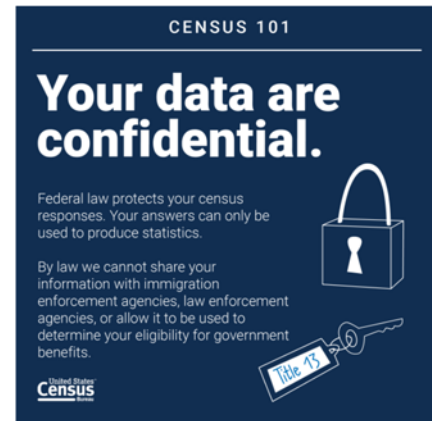 CENSUS 101
Your data are
confidential.
Federal law protects your census
responses. Your answers can only be
used to produce statistics.
By law we cannot share your
information with immigration
enforcement agencies, law enforcement
agencies, or allow it to be used to
determine your eligibility for government
benefits.
Title 13
United States®
Census
Bureau